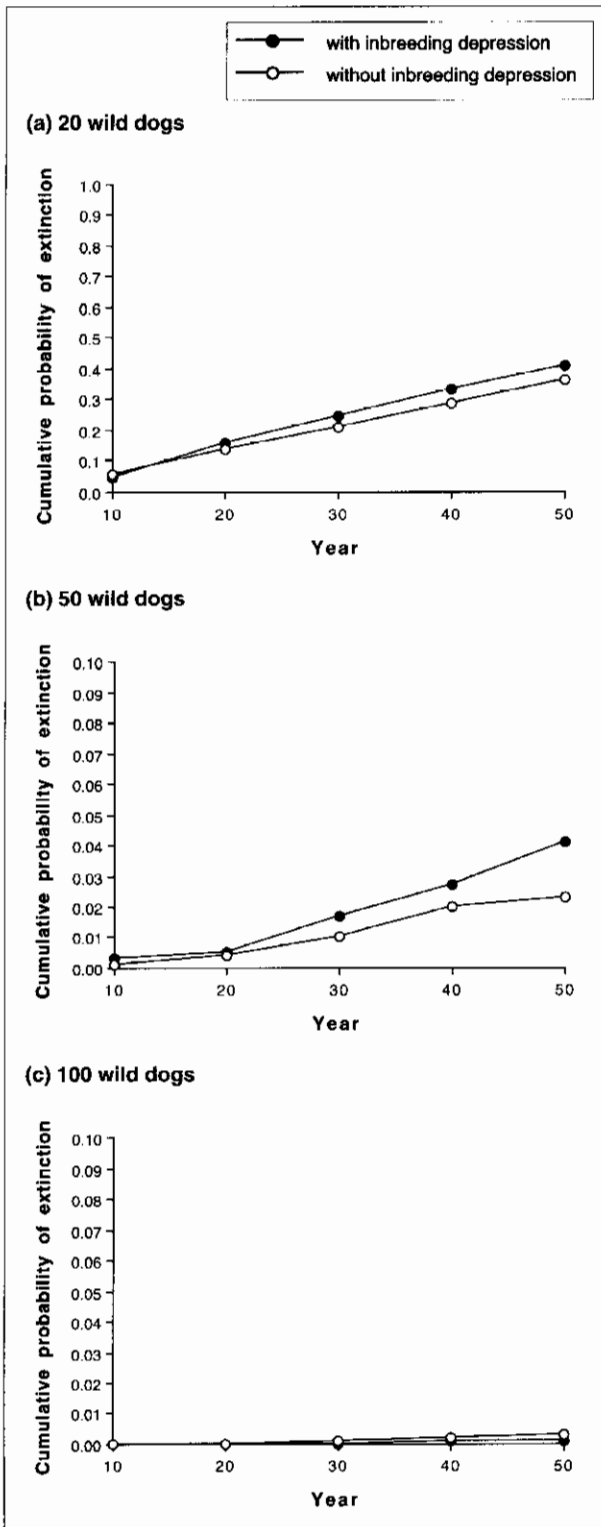 with inbreeding depression
without inbreeding depression
(a) 20 wild dogs
Cumulative probability of extinction
1.0
0.9
0.8
0.7
0.6
0.5
0.4
0.3
0.2
0.1
0.0
10 20 30 40 50
Year
(b) 50 wild dogs
Cumulative probability of extinction
0.10
0.09
0.08
0.07
0.06
0.05
0.04
0.03
0.02
0.01
0.00
10 20 30 40 50
Year
(c) 100 wild dogs
Cumulative probability of extinction
0.10
0.09
0.08
0.07
0.06
0.05
0.04
0.03
0.02
0.01
0.00
10 20 30 40 50
Year